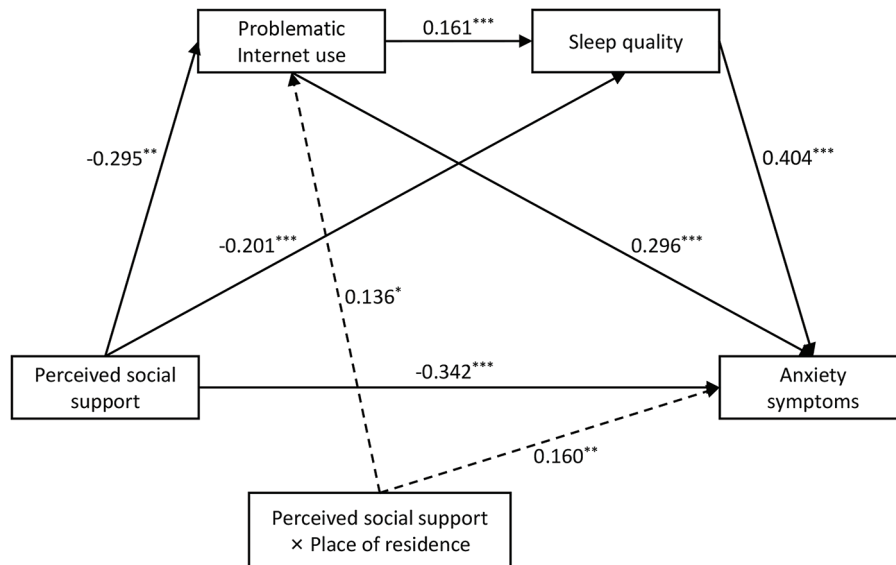 Problematic
Internet use
0.161***
Sleep quality
-0.295**
0.404***
-0.201***
0.296***
0.136*
Perceived social
support
-0.342***
Anxiety
symptoms
0.160**
Perceived social support
× Place of residence